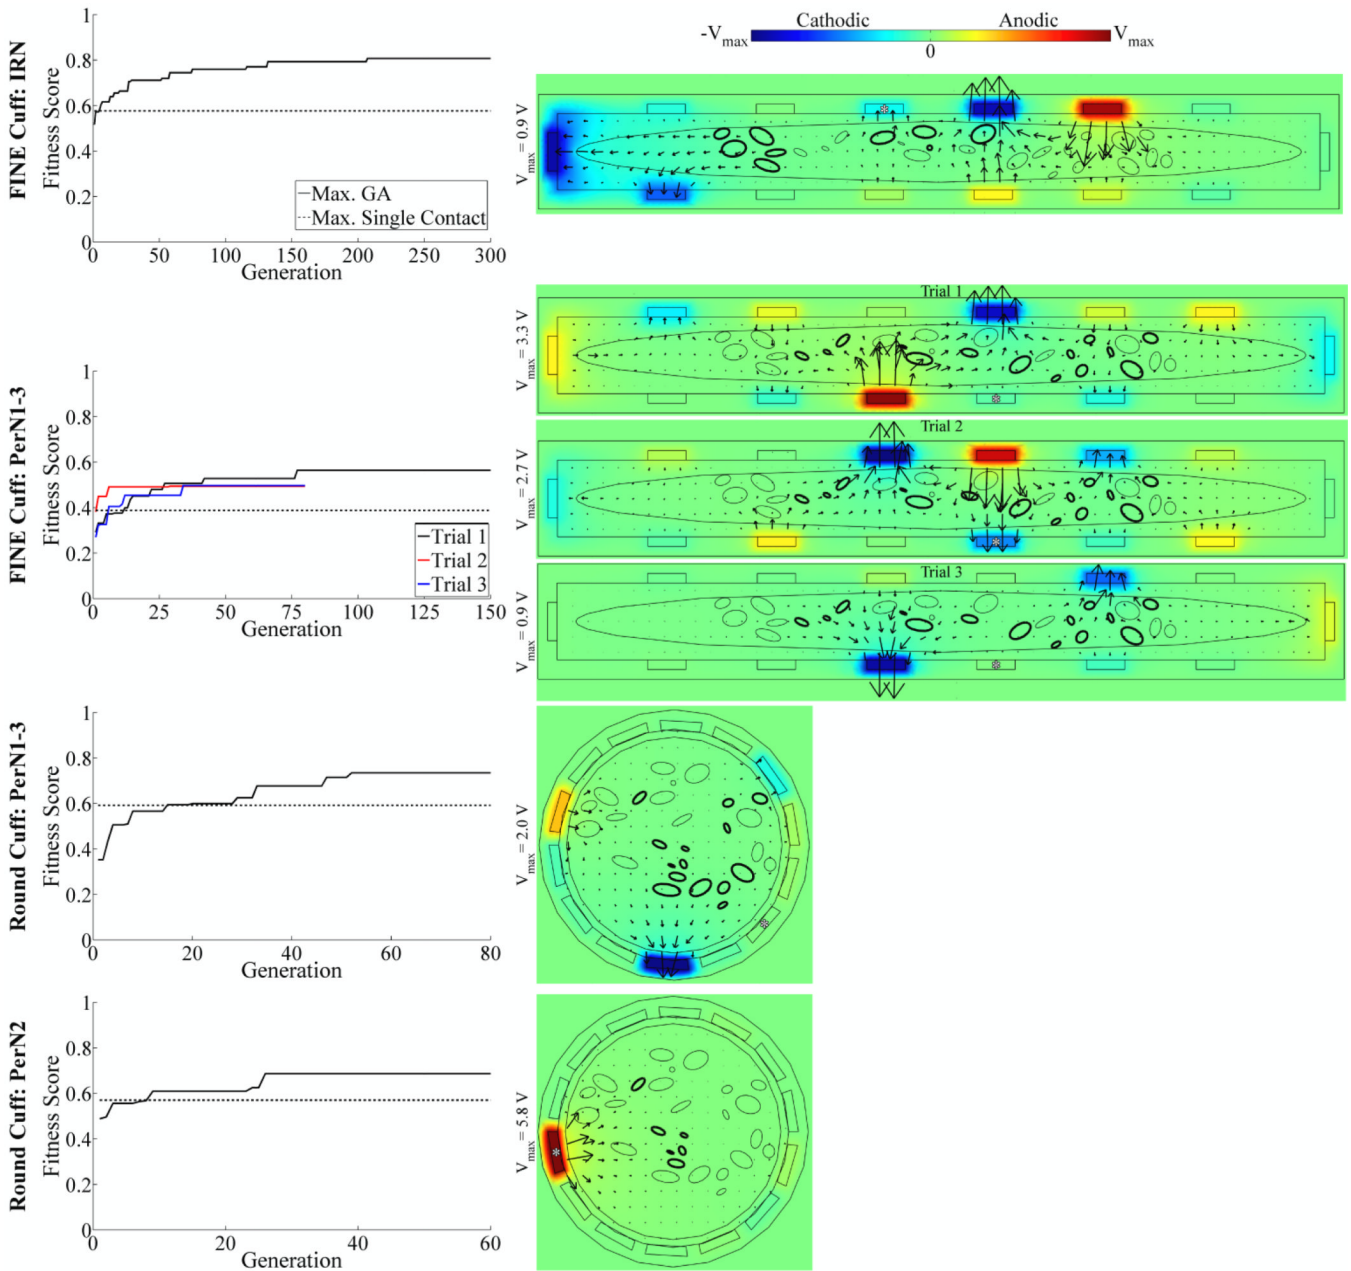 FINE Cuff: IRN
Fitness Score
1
0.8
0.6
0.4
0.2
0
Max. GA
Max. Single Contact
0 50 100 150 200 250 300
Generation
Cathodic Anodic
-Vmax 0 Vmax
Vmax = 0.9 V
*
FINE Cuff: PerN1-3
Fitness Score
1
0.8
0.6
0.4
0.2
0
Trial 1
Trial 2
Trial 3
0 25 50 75 100 125 150
Generation
Trial 1
Vmax = 3.3 V
*
Trial 2
Vmax = 2.7 V
*
Trial 3
Vmax = 0.9 V
*
Round Cuff: PerN1-3
Fitness Score
1
0.8
0.6
0.4
0.2
0
0 20 40 60 80
Generation
Vmax = 2.0 V
*
Round Cuff: PerN2
Fitness Score
1
0.8
0.6
0.4
0.2
0
0 20 40 60
Generation
Vmax = 5.8 V
*